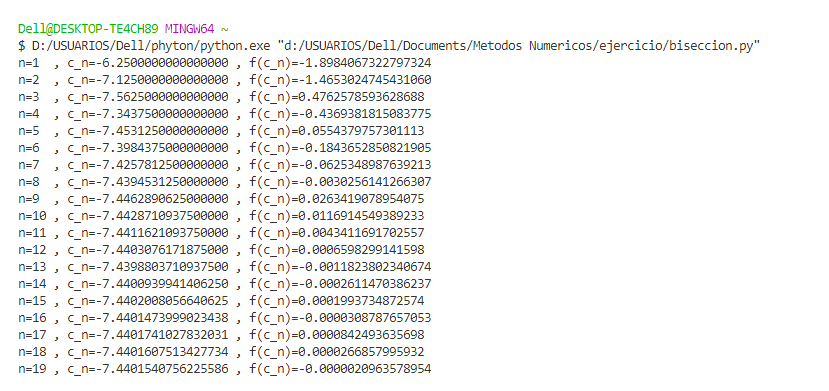 Dell@DESKTOP-TE4CH89 MINGW64 ~
$ D:/USUARIOS/Dell/phyton/python.exe "d:/USUARIOS/Dell/Documents/Metodos Numericos/ejercicio/biseccion.py"
n=1  , c_n=-6.2500000000000000 , f(c_n)=-1.8984067322797324
n=2  , c_n=-7.1250000000000000 , f(c_n)=-1.4653024745431060
n=3  , c_n=-7.5625000000000000 , f(c_n)=0.4762578593628688
n=4  , c_n=-7.3437500000000000 , f(c_n)=-0.4369381815083775
n=5  , c_n=-7.4531250000000000 , f(c_n)=0.0554379757301113
n=6  , c_n=-7.3984375000000000 , f(c_n)=-0.1843652850821905
n=7  , c_n=-7.4257812500000000 , f(c_n)=-0.0625348987639213
n=8  , c_n=-7.4394531250000000 , f(c_n)=-0.0030256141266307
n=9  , c_n=-7.4462890625000000 , f(c_n)=0.0263419078954075
n=10 , c_n=-7.4428710937500000 , f(c_n)=0.0116914549389233
n=11 , c_n=-7.4411621093750000 , f(c_n)=0.0043411691702557
n=12 , c_n=-7.4403076171875000 , f(c_n)=0.0006598299141598
n=13 , c_n=-7.4398803710937500 , f(c_n)=-0.0011823802340674
n=14 , c_n=-7.4400939941406250 , f(c_n)=-0.0002611470386237
n=15 , c_n=-7.4402008056640625 , f(c_n)=0.0001993734872574
n=16 , c_n=-7.4401473999023438 , f(c_n)=-0.0000308787657053
n=17 , c_n=-7.4401741027832031 , f(c_n)=0.0000842493635698
n=18 , c_n=-7.4401607513427734 , f(c_n)=0.0000266857995932
n=19 , c_n=-7.4401540756225586 , f(c_n)=-0.0000020963578954